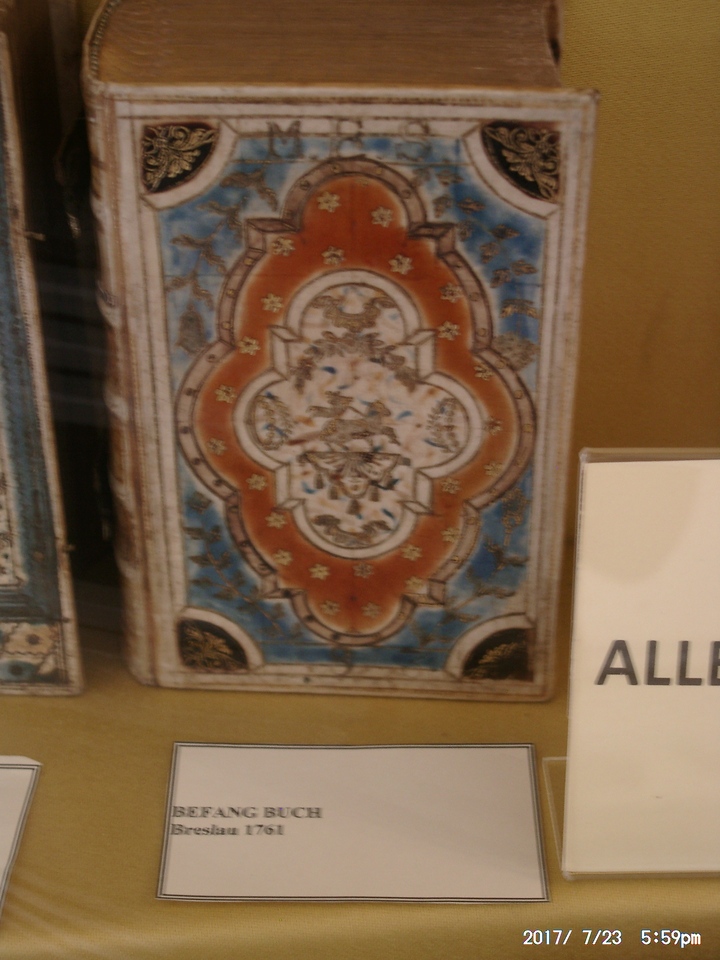 M E S
BEFANG BUCH
Breslau 1761
ALLE
2017/ 7/23 5:59pm